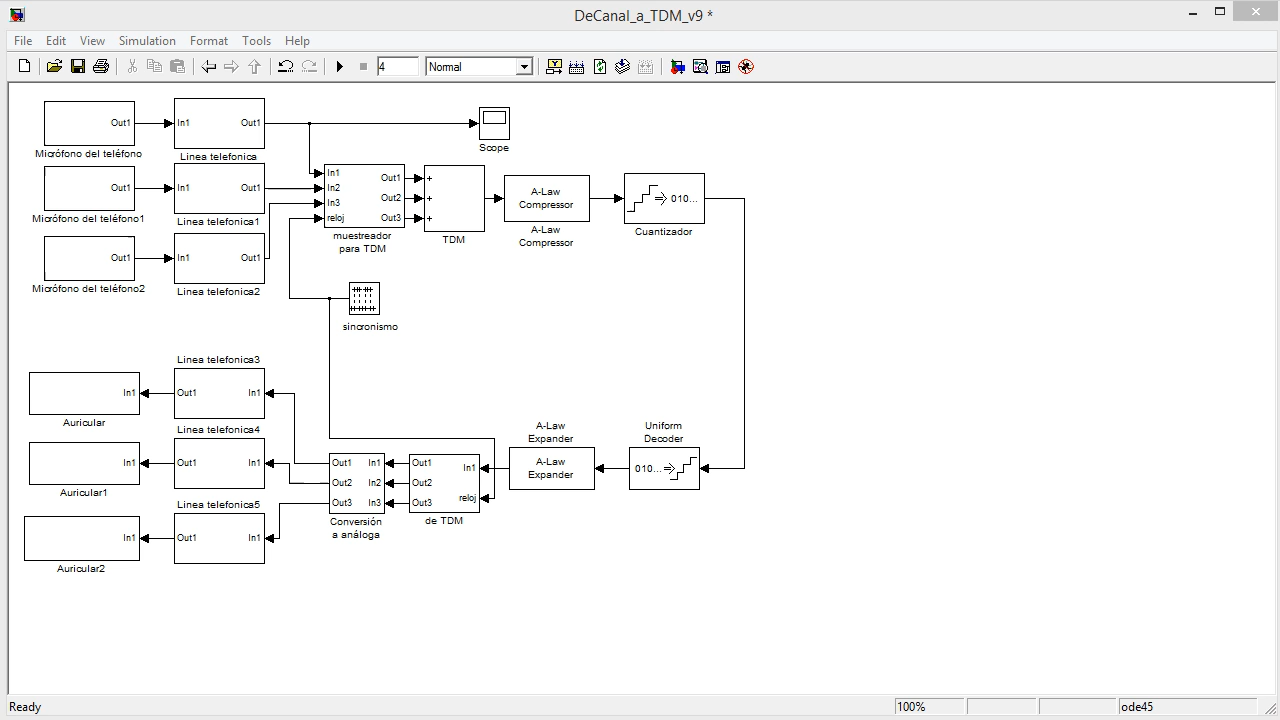 DeCanal_a_TDM_v9 *
File Edit View Simulation Format Tools Help
4 Normal
Out1 In1 Out1
Micrófono del teléfono Linea telefonica Scope
Out1 In1 Out1
Micrófono del teléfono1 Linea telefonica1
Out1 In1 Out1
Micrófono del teléfono2 Linea telefonica2
In1 Out1
In2 Out2
In3 Out3
reloj
muestreador
para TDM
+
+
+
TDM
A-Law
Compressor
A-Law
Compressor
010...
Cuantizador
sincronismo
Linea telefonica3
In1 Out1 In1
Auricular
Linea telefonica4
In1 Out1 In1
Auricular1
Linea telefonica5
In1 Out1 In1
Auricular2
Out1 In1
Out2 In2
Out3 In3
Conversión
a análoga
Out1 In1
Out2
Out3 reloj
de TDM
A-Law
Expander
A-Law
Expander
Uniform
Decoder
010...
Ready 100% ode45